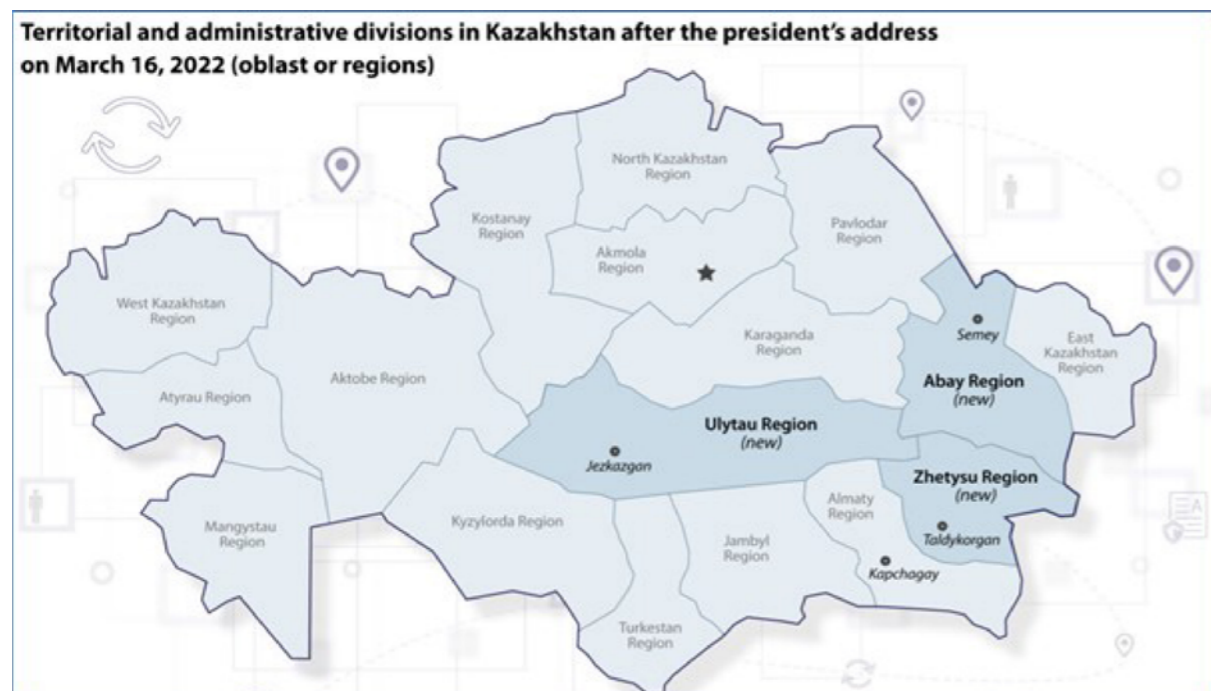 Territorial and administrative divisions in Kazakhstan after the president's address
on March 16, 2022 (oblast or regions)
North Kazakhstan
Region
Kostanay
Region
Akmola
Region
Pavlodar
Region
West Kazakhstan
Region
Semey
Karaganda
Region
East
Kazakhstan
Region
Aktobe Region
Abay Region
(new)
Atyrau Region
Ulytau Region
(new)
Jezkazgan
Zhetysu Region
(new)
Almaty
Region
Mangystau
Region
Kyzylorda Region
Jambyl
Region
Taldykorgan
Kapchagay
Turkestan
Region
A